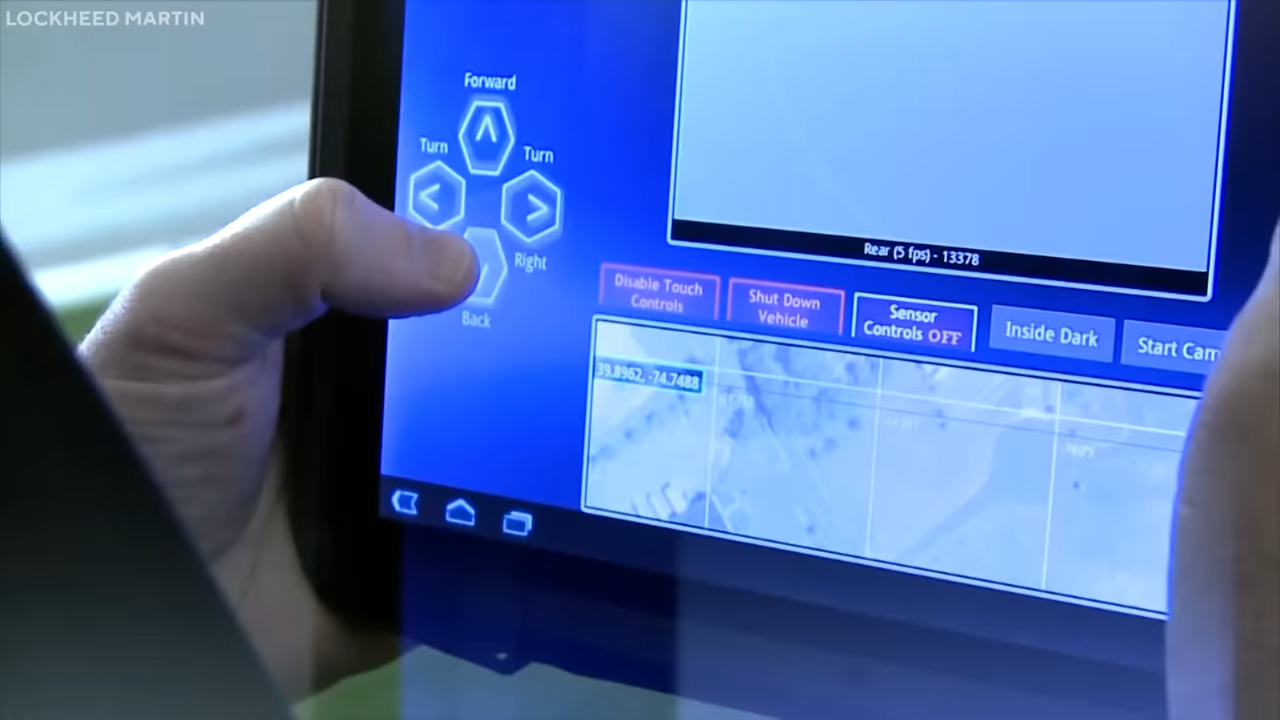 LOCKHEED MARTIN
Forward
Turn
Turn
Right
Back
Rear (5 fps) - 13378
Disable Touch
Controls
Shut Down
Vehicle
Sensor
Controls OFF
Inside Dark
Start Cam
39.8962, -74.7488